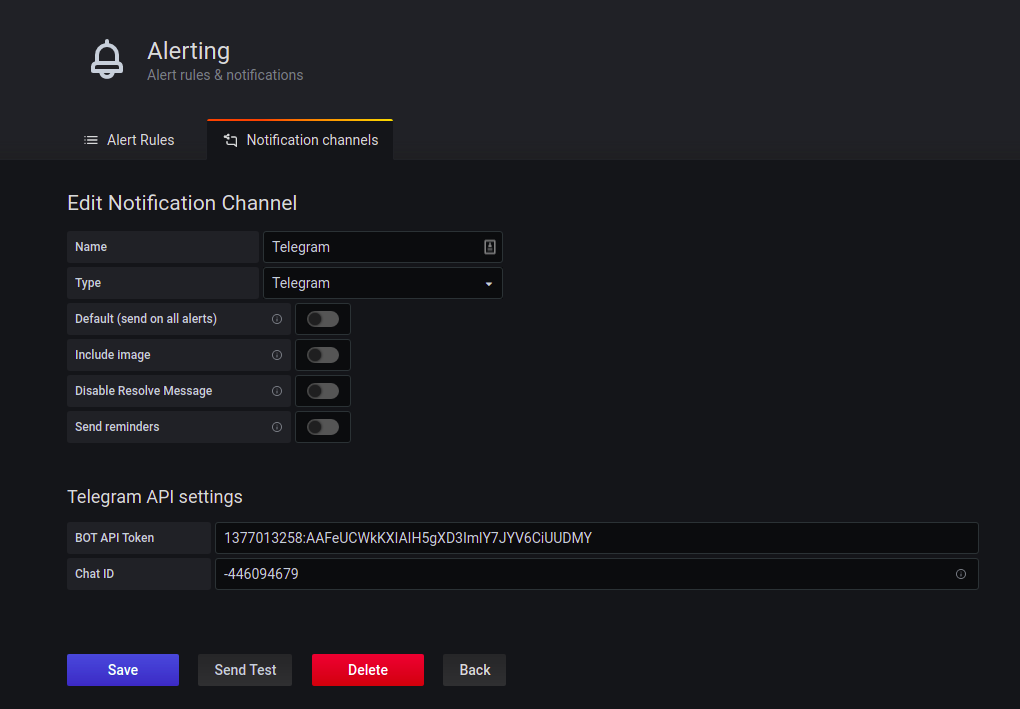 Alerting
Alert rules & notifications
Alert Rules
Notification channels
Edit Notification Channel
Name
Telegram
Type
Telegram
Default (send on all alerts)
Include image
Disable Resolve Message
Send reminders
Telegram API settings
BOT API Token
1377013258:AAFeUCWkKXIAIH5gXD3ImIY7JYV6CiUUDMY
Chat ID
-446094679
Save
Send Test
Delete
Back